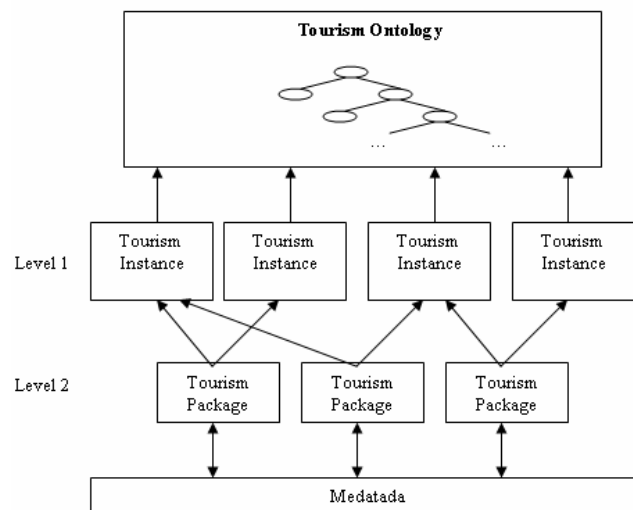 Tourism Ontology
... ...
Tourism
Instance
Tourism
Instance
Tourism
Instance
Tourism
Instance
Level 1
Tourism
Package
Tourism
Package
Tourism
Package
Level 2
Medatada